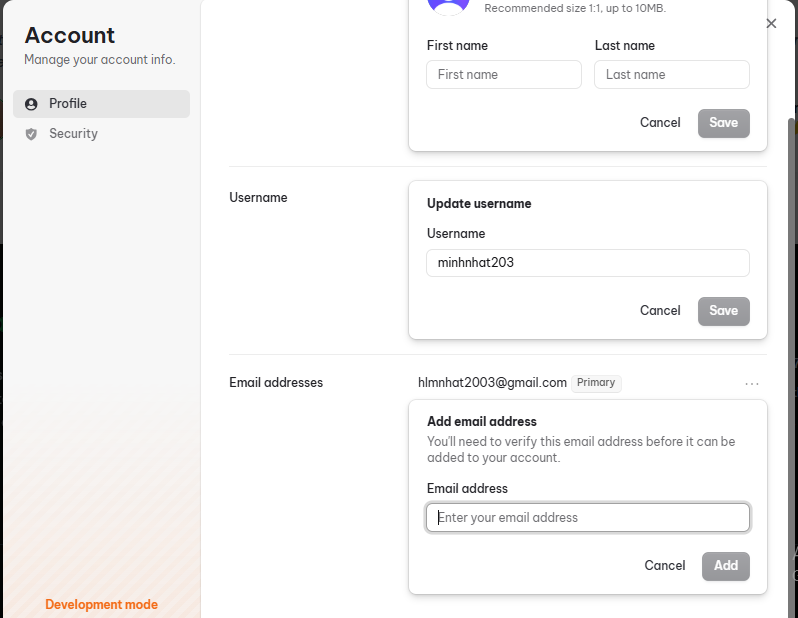 Account
Manage your account info.
Profile
Security
Development mode
Recommended size 1:1, up to 10MB.
First name
Last name
First name
Last name
Cancel
Save
Username
Update username
Username
minhnhat203
Cancel
Save
Email addresses
hlmnhat2003@gmail.com
Primary
Add email address
You'll need to verify this email address before it can be
added to your account.
Email address
Enter your email address
Cancel
Add